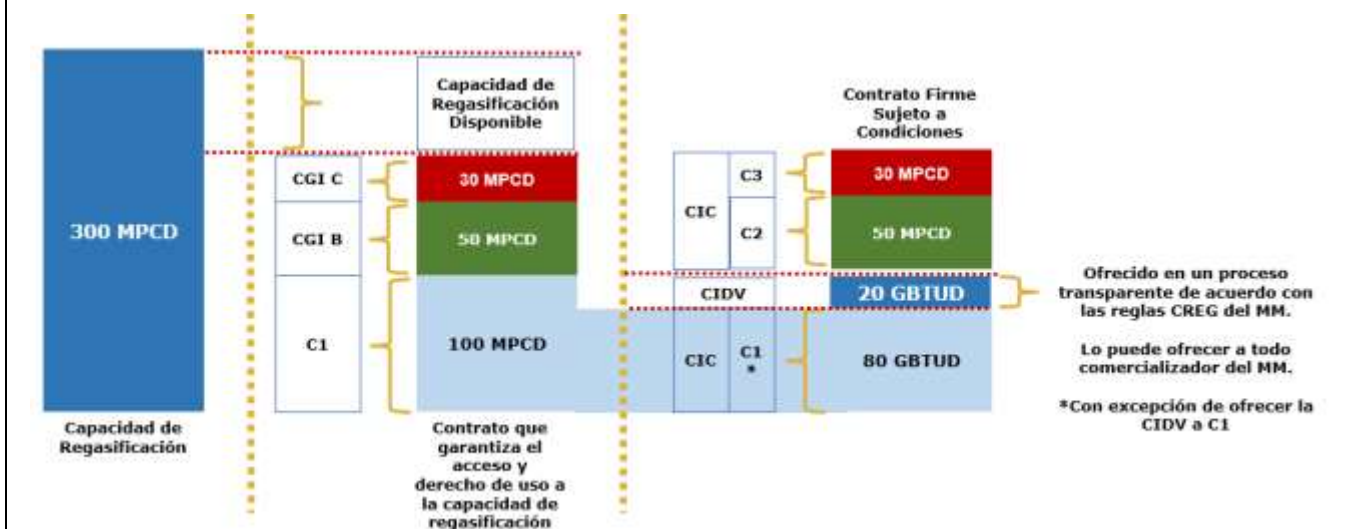 300 MPCD
Capacidad de
Regasificación
CGI C
CGI B
C1
Capacidad de
Regasificación
Disponible
30 MPCD
50 MPCD
100 MPCD
Contrato que
garantiza el
acceso y
derecho de uso a
la capacidad de
regasificación
CIC
C3
C2
CIDV
CIC
C1
*
Contrato Firme
Sujeto a
Condiciones
30 MPCD
50 MPCD
20 GBTUD
80 GBTUD
Ofrecido en un proceso
transparente de acuerdo con
las reglas CREG del MM.
Lo puede ofrecer a todo
comercializador del MM.
*Con excepción de ofrecer la
CIDV a C1